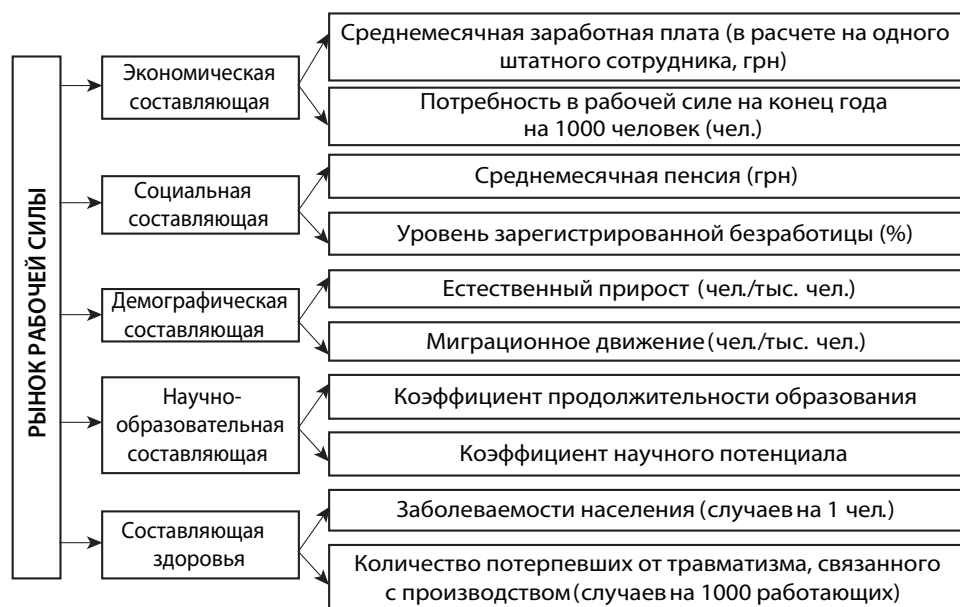 РЫНОК РАБОЧЕЙ СИЛЫ
Экономическая
составляющая
Среднемесячная заработная плата (в расчете на одного
штатного сотрудника, грн)
Потребность в рабочей силе на конец года
на 1000 человек (чел.)
Социальная
составляющая
Среднемесячная пенсия (грн)
Уровень зарегистрированной безработицы (%)
Демографическая
составляющая
Естественный прирост (чел./тыс. чел.)
Миграционное движение (чел./тыс. чел.)
Научно-
образовательная
составляющая
Коэффициент продолжительности образования
Коэффициент научного потенциала
Составляющая
здоровья
Заболеваемости населения (случаев на 1 чел.)
Количество потерпевших от травматизма, связанного
с производством (случаев на 1000 работающих)